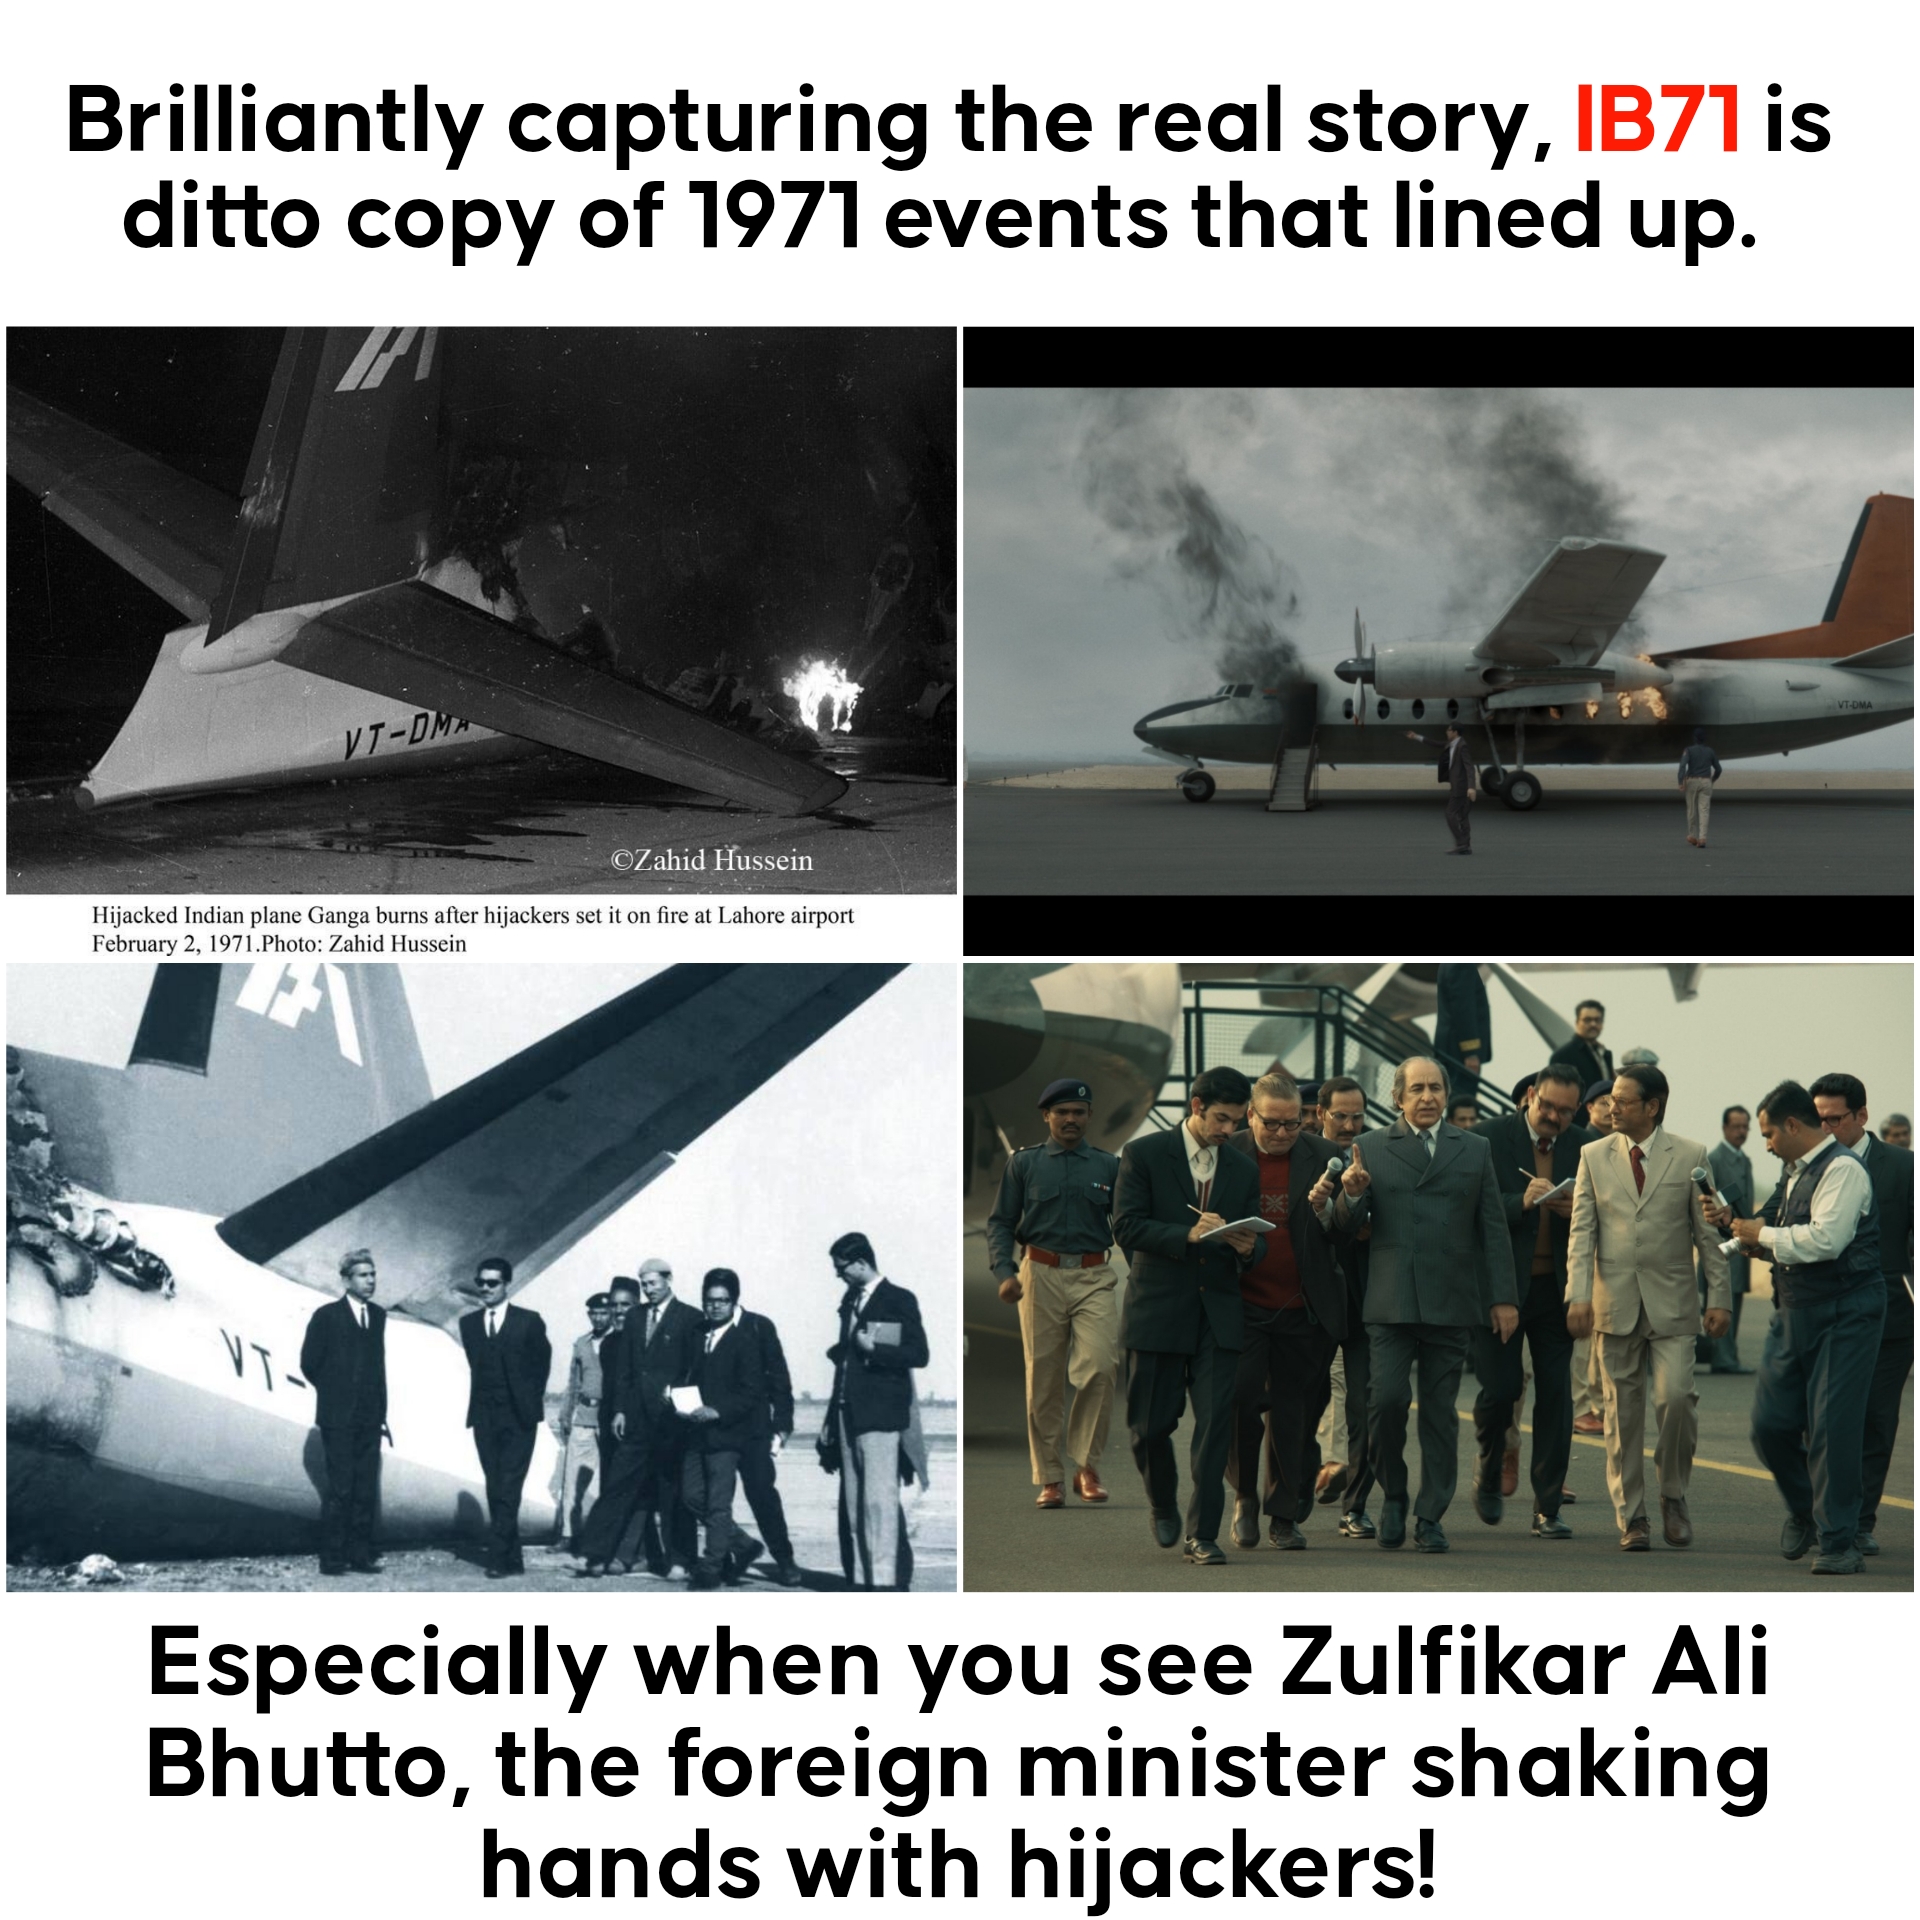 Brilliantly capturing the real story, IB71 is
ditto copy of 1971 events that lined up.
VT-DMA
©Zahid Hussein
Hijacked Indian plane Ganga burns after hijackers set it on fire at Lahore airport
February 2, 1971.Photo: Zahid Hussein
VT-DMA
VT-
Especially when you see Zulfikar Ali
Bhutto, the foreign minister shaking
hands with hijackers!